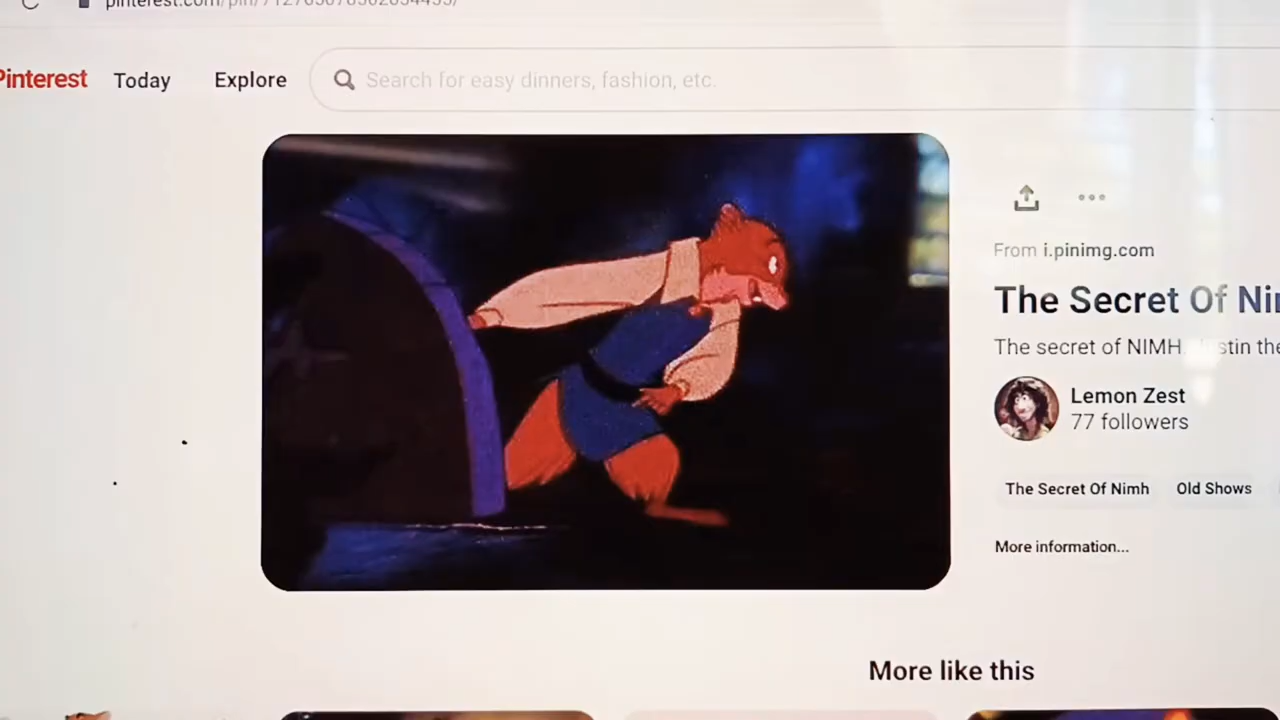 Pinterest Today Explore Search for easy dinners, fashion, etc.
From i.pinimg.com
The Secret Of
The secret of NIMH
Lemon Zest
77 followers
The Secret Of Nimh Old Shows
More information...
More like this